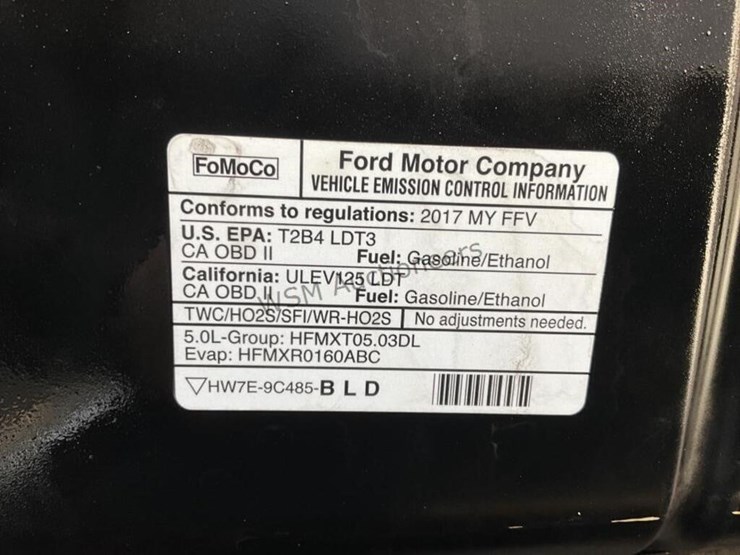 FoMoCo
Ford Motor Company
VEHICLE EMISSION CONTROL INFORMATION
Conforms to regulations: 2017 MY FFV
U.S. EPA: T2B4 LDT3
CA OBD II Fuel: Gasoline/Ethanol
California: ULEV125 LDT
CA OBD II Fuel: Gasoline/Ethanol
TWC/HO2S/SFI/WR-HO2S No adjustments needed.
5.0L-Group: HFMXT05.03DL
Evap: HFMXR0160ABC
HW7E-9C485-B L D
WSM Auctioneers